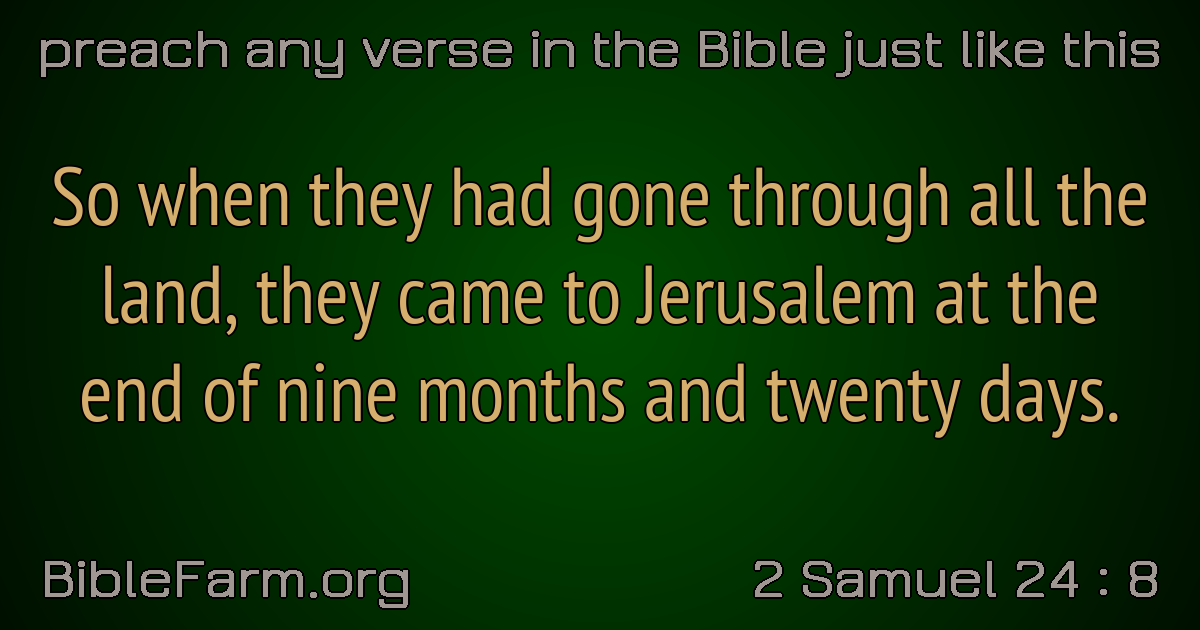 preach any verse in the Bible just like this
So when they had gone through all the
land, they came to Jerusalem at the
end of nine months and twenty days.
BibleFarm.org
2 Samuel 24 : 8